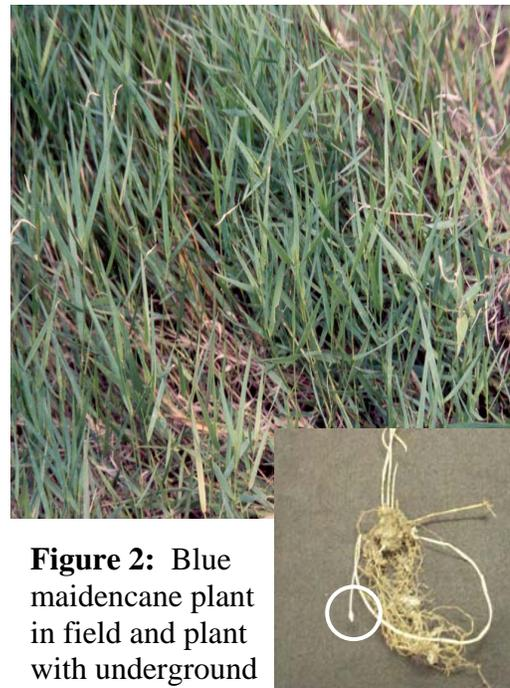 Figure 2: Blue
maidencane plant
in field and plant
with underground